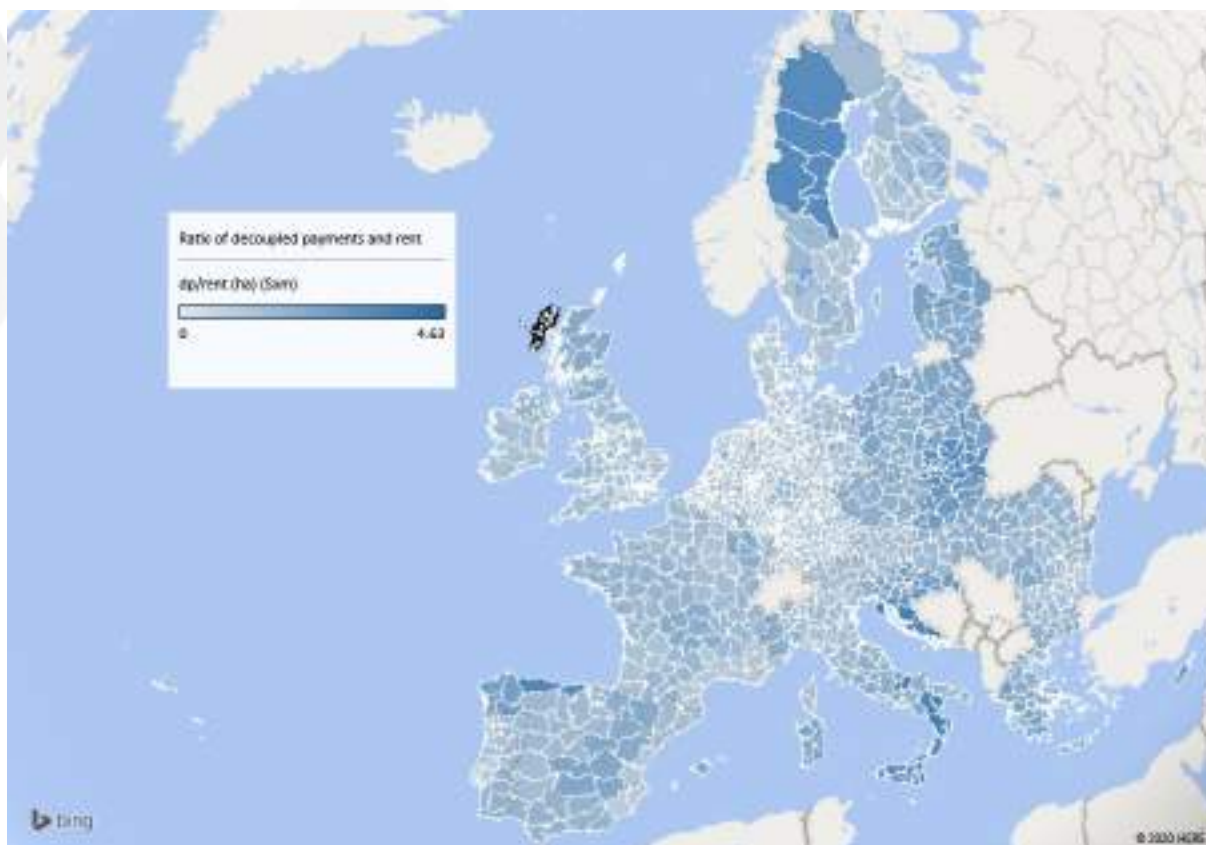 Ratio of decoupled payments and rent
dp/rent (ha) (Sum)
0
4.63
bing
© 2020 HERE